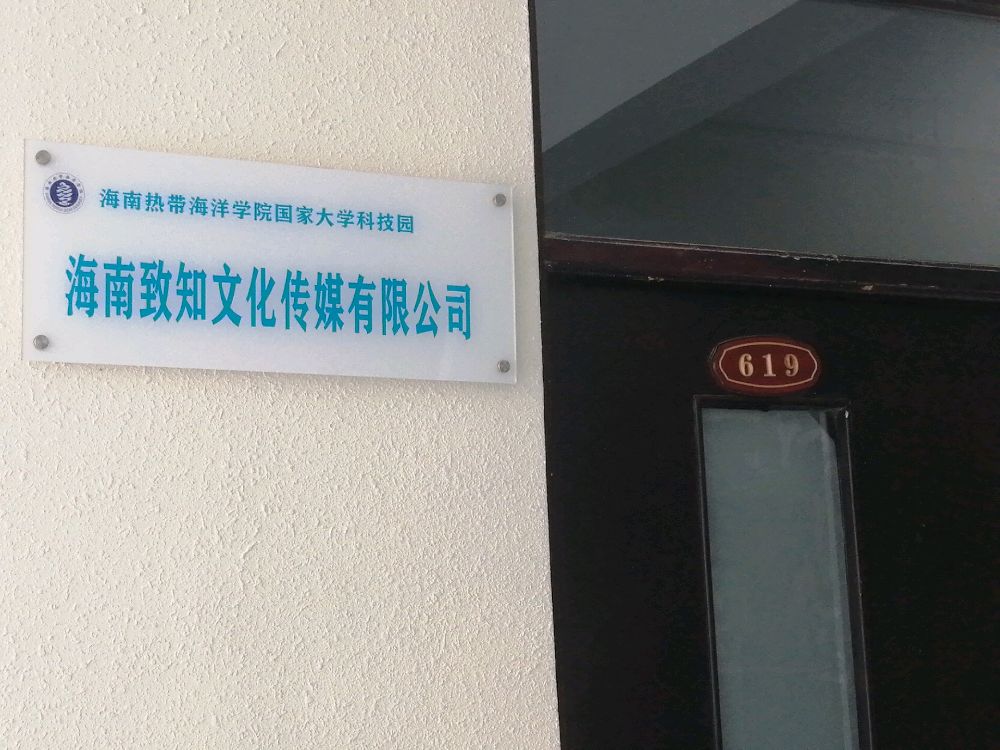 海南热带海洋学院国家大学科技园
海南致知文化传媒有限公司
619